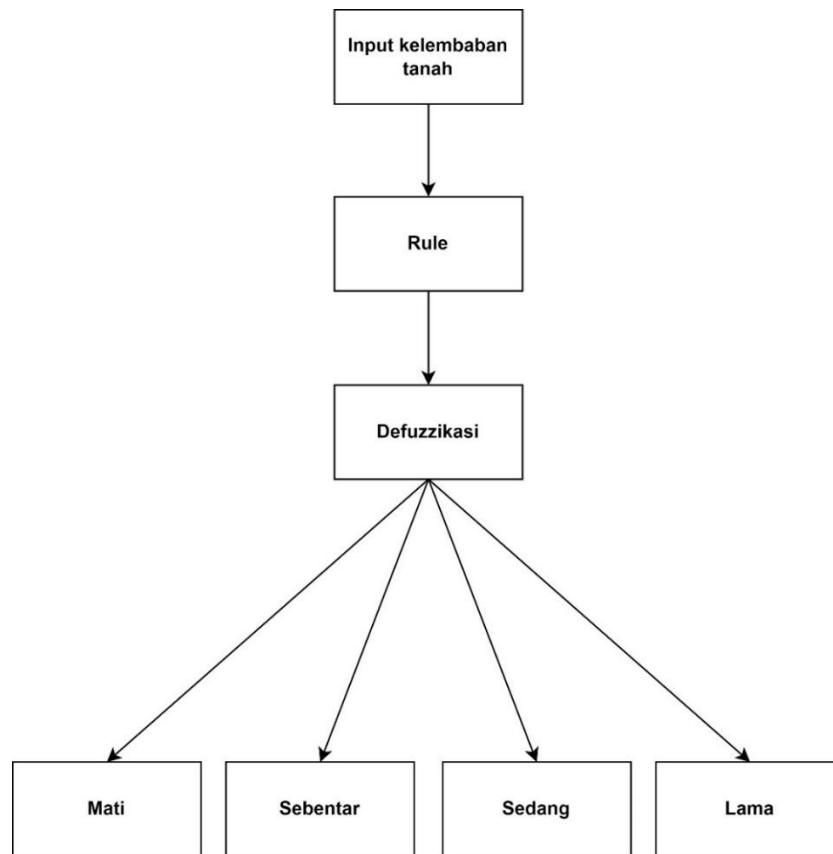 Input kelembaban
tanah
Rule
Defuzzikasi
Mati
Sebentar
Sedang
Lama